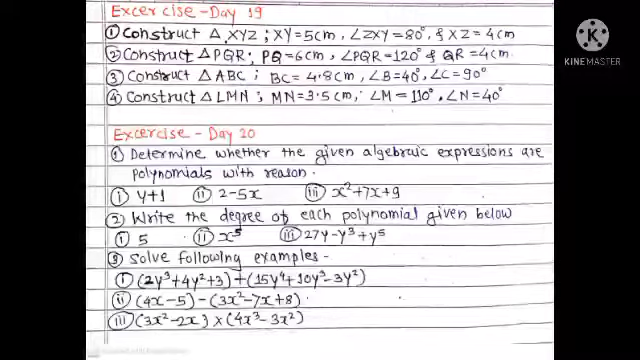 Excercise - Day 19
① Construct △ XYZ ; XY = 5cm, ∠ZXY = 80°, & XZ = 4cm
② Construct △ PQR ; PQ = 6cm, ∠PQR = 120° & QR = 4cm.
③ Construct △ ABC ; BC = 4.8cm, ∠B = 40°, ∠C = 90°
④ Construct △ LMN ; MN = 3.5cm, ∠M = 110°, ∠N = 40°
KINEMASTER
Excercise - Day 20
① Determine whether the given algebraic expressions are
polynomials with reason.
ⓘ y+1 ⓘⓘ 2-5x ⓘⓘⓘ x²+7x+9
② Write the degree of each polynomial given below
ⓘ 5 ⓘⓘ x⁵ ⓘⓘⓘ 27y-y³+y⁵
③ Solve following examples -
ⓘ (2y³+4y²+3)+(15y⁴+10y³-3y²)
ⓘⓘ (4x-5)-(3x²-7x+8)
ⓘⓘⓘ (3x²-2x)×(4x³-3x²)